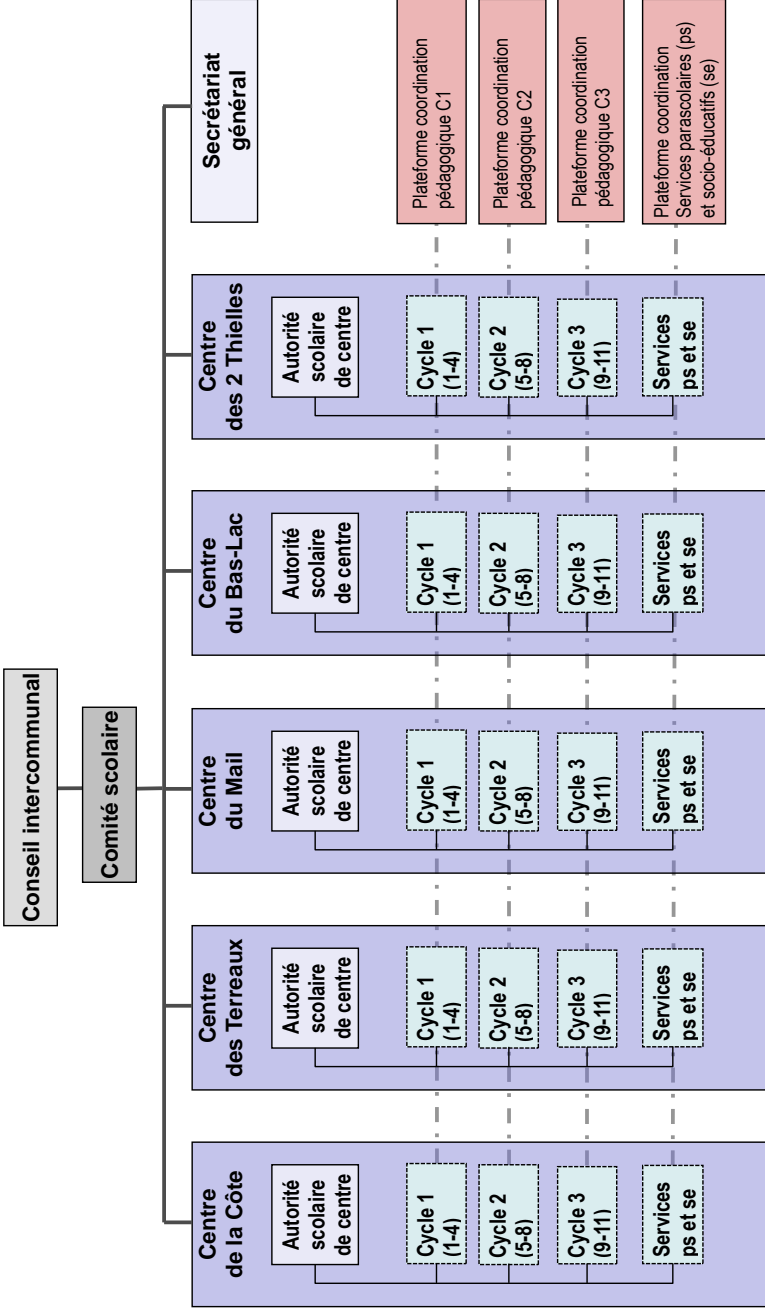 Conseil intercommunal
Comité scolaire
Centre
de la Côte
Autorité
scolaire
de centre
Cycle 1
(1-4)
Cycle 2
(5-8)
Cycle 3
(9-11)
Services
ps et se
Centre
des Terreaux
Autorité
scolaire
de centre
Cycle 1
(1-4)
Cycle 2
(5-8)
Cycle 3
(9-11)
Services
ps et se
Centre
du Mail
Autorité
scolaire
de centre
Cycle 1
(1-4)
Cycle 2
(5-8)
Cycle 3
(9-11)
Services
ps et se
Centre
du Bas-Lac
Autorité
scolaire
de centre
Cycle 1
(1-4)
Cycle 2
(5-8)
Cycle 3
(9-11)
Services
ps et se
Centre
des 2 Thielles
Autorité
scolaire
de centre
Cycle 1
(1-4)
Cycle 2
(5-8)
Cycle 3
(9-11)
Services
ps et se
Secrétariat
général
Plateforme coordination
pédagogique C1
Plateforme coordination
pédagogique C2
Plateforme coordination
pédagogique C3
Plateforme coordination
Services parascolaires (ps)
et socio-éducatifs (se)